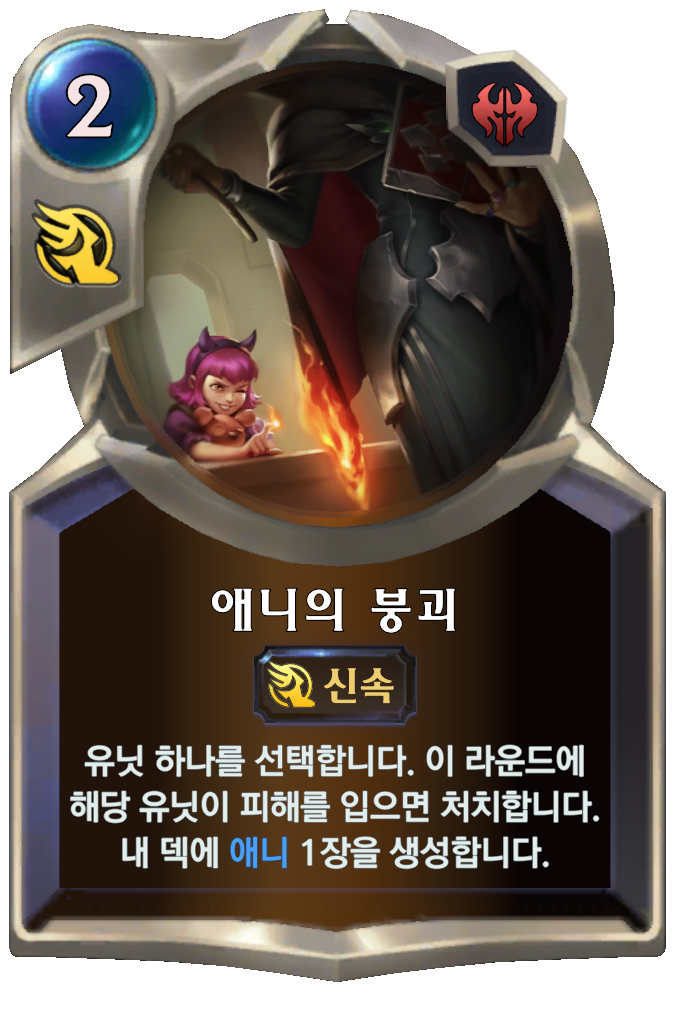 2
애니의 붕괴
신속
유닛 하나를 선택합니다. 이 라운드에
해당 유닛이 피해를 입으면 처치합니다.
내 덱에 애니 1장을 생성합니다.